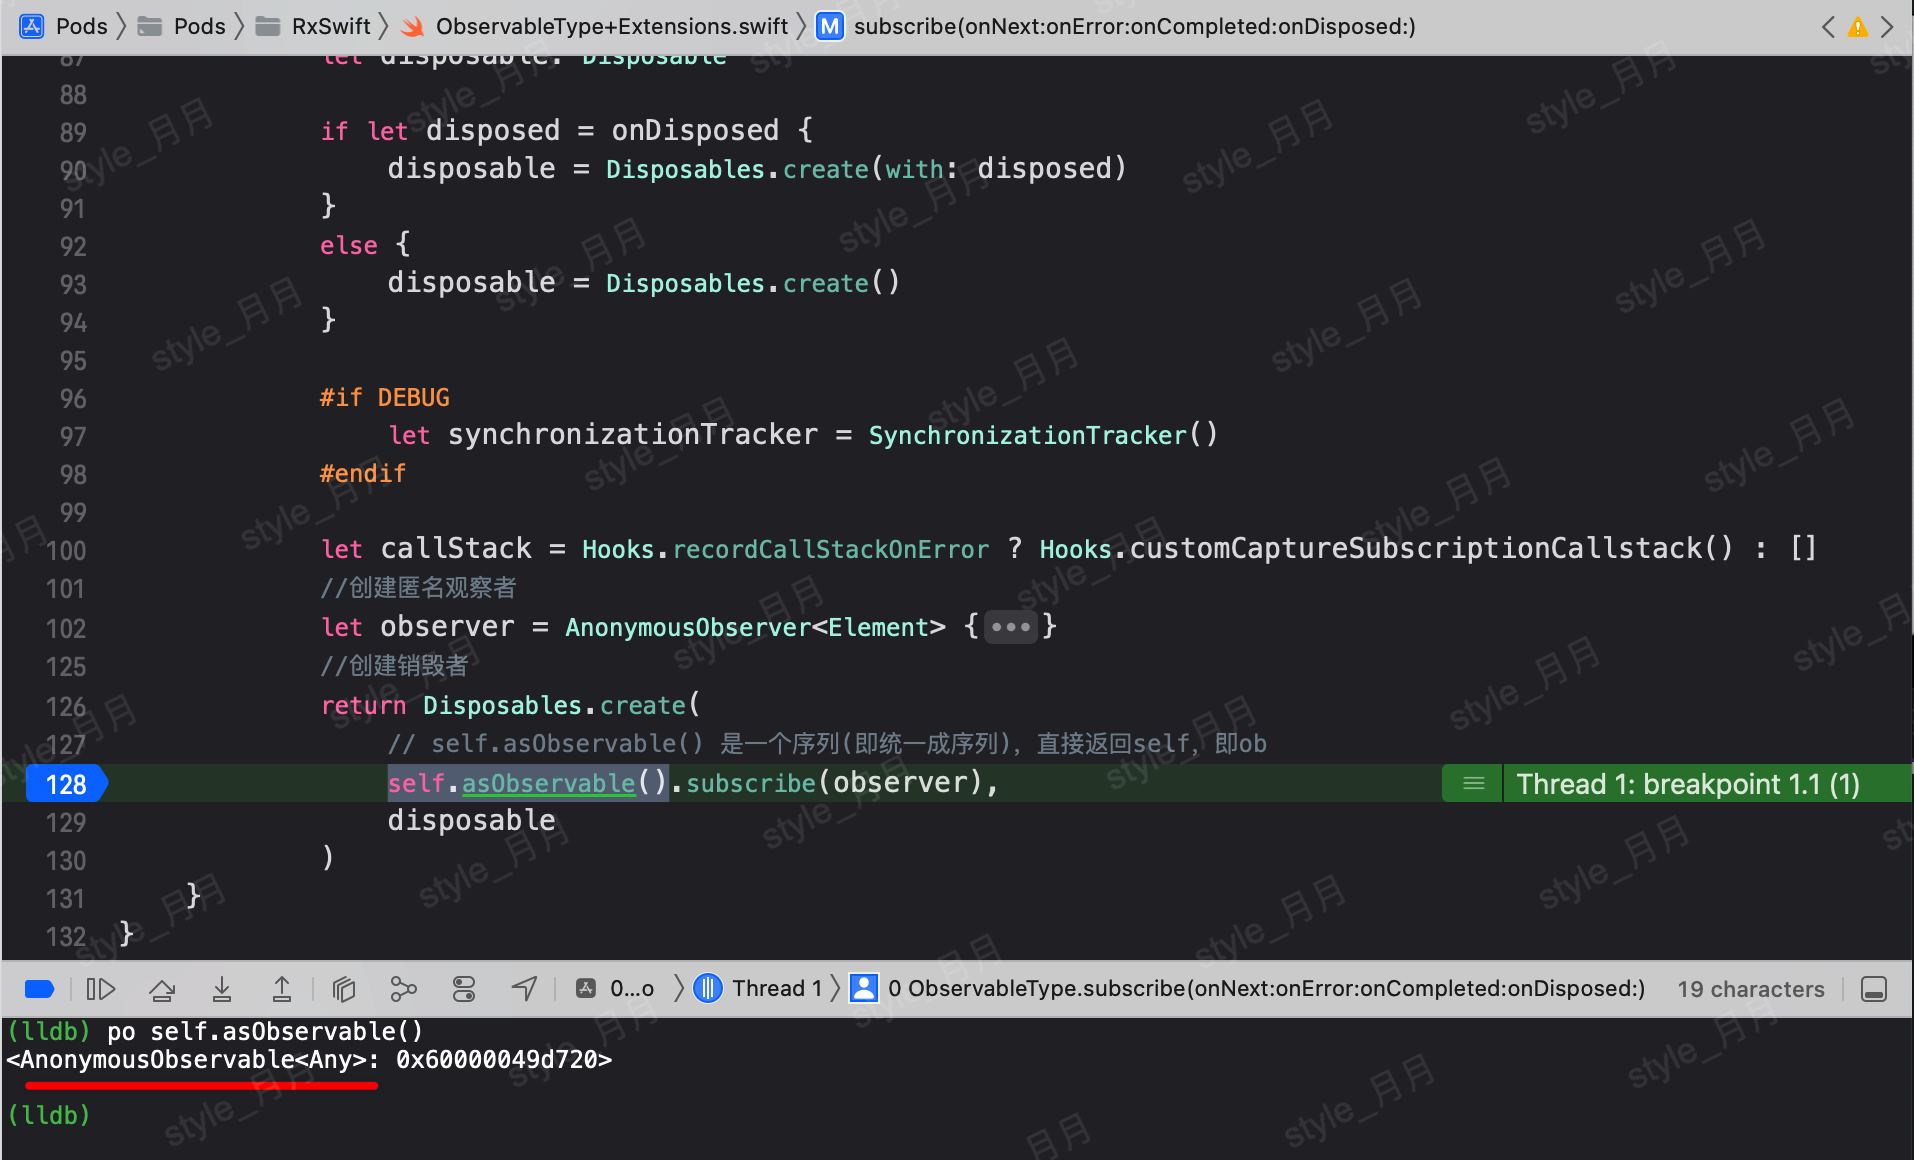 Pods Pods RxSwift ObservableType+Extensions.swift M subscribe(onNext:onError:onCompleted:onDisposed:)
87 let disposable: Disposable
88
89 if let disposed = onDisposed {
90 disposable = Disposables.create(with: disposed)
91 }
92 else {
93 disposable = Disposables.create()
94 }
95
96 #if DEBUG
97 let synchronizationTracker = SynchronizationTracker()
98 #endif
99
100 let callStack = Hooks.recordCallStackOnError ? Hooks.customCaptureSubscriptionCallstack() : []
101 //创建匿名观察者
102 let observer = AnonymousObserver<Element> {•••}
125 //创建销毁者
126 return Disposables.create(
127 // self.asObservable() 是一个序列(即统一成序列), 直接返回self, 即ob
128 self.asObservable().subscribe(observer), Thread 1: breakpoint 1.1 (1)
129 disposable
130 )
131 }
132 }
0...o Thread 1 0 ObservableType.subscribe(onNext:onError:onCompleted:onDisposed:) 19 characters
(lldb) po self.asObservable()
<AnonymousObservable<Any>: 0x60000049d720>
(lldb)
style_月月